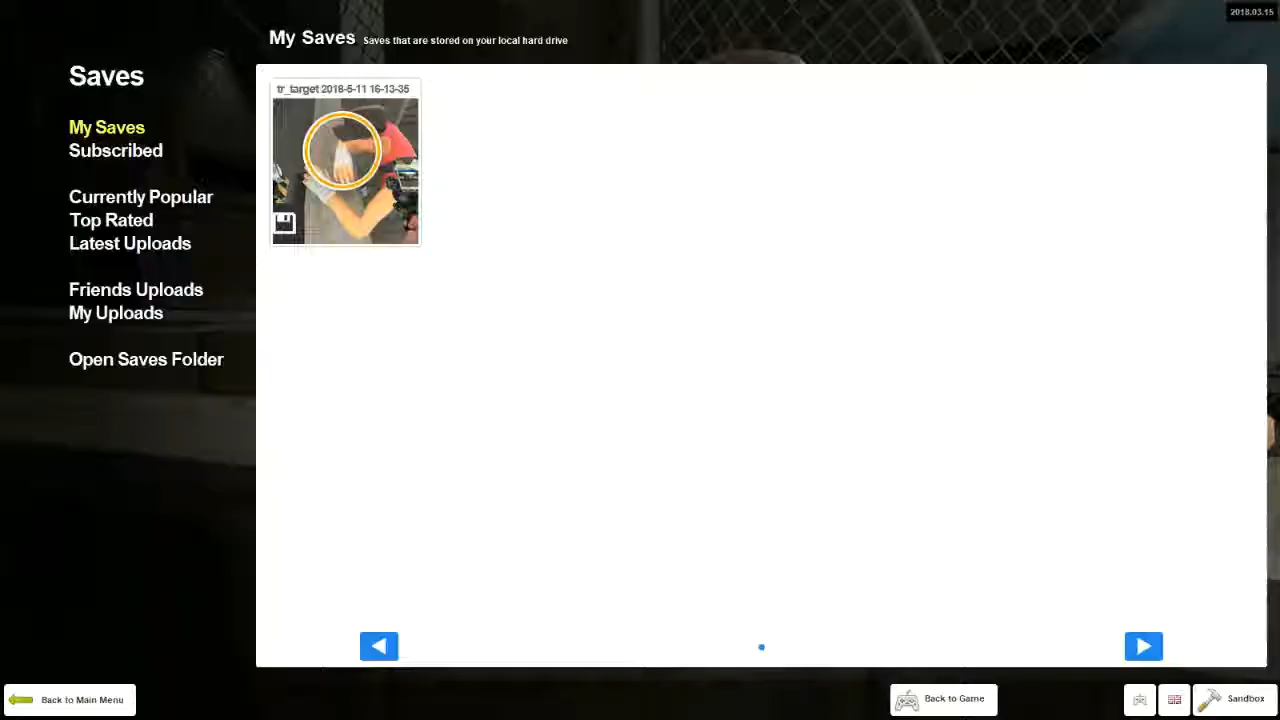 2018.03.15
My Saves Saves that are stored on your local hard drive
Saves
My Saves
Subscribed
Currently Popular
Top Rated
Latest Uploads
Friends Uploads
My Uploads
Open Saves Folder
tr_target 2018-5-11 16-13-35
Back to Main Menu
Back to Game
Sandbox